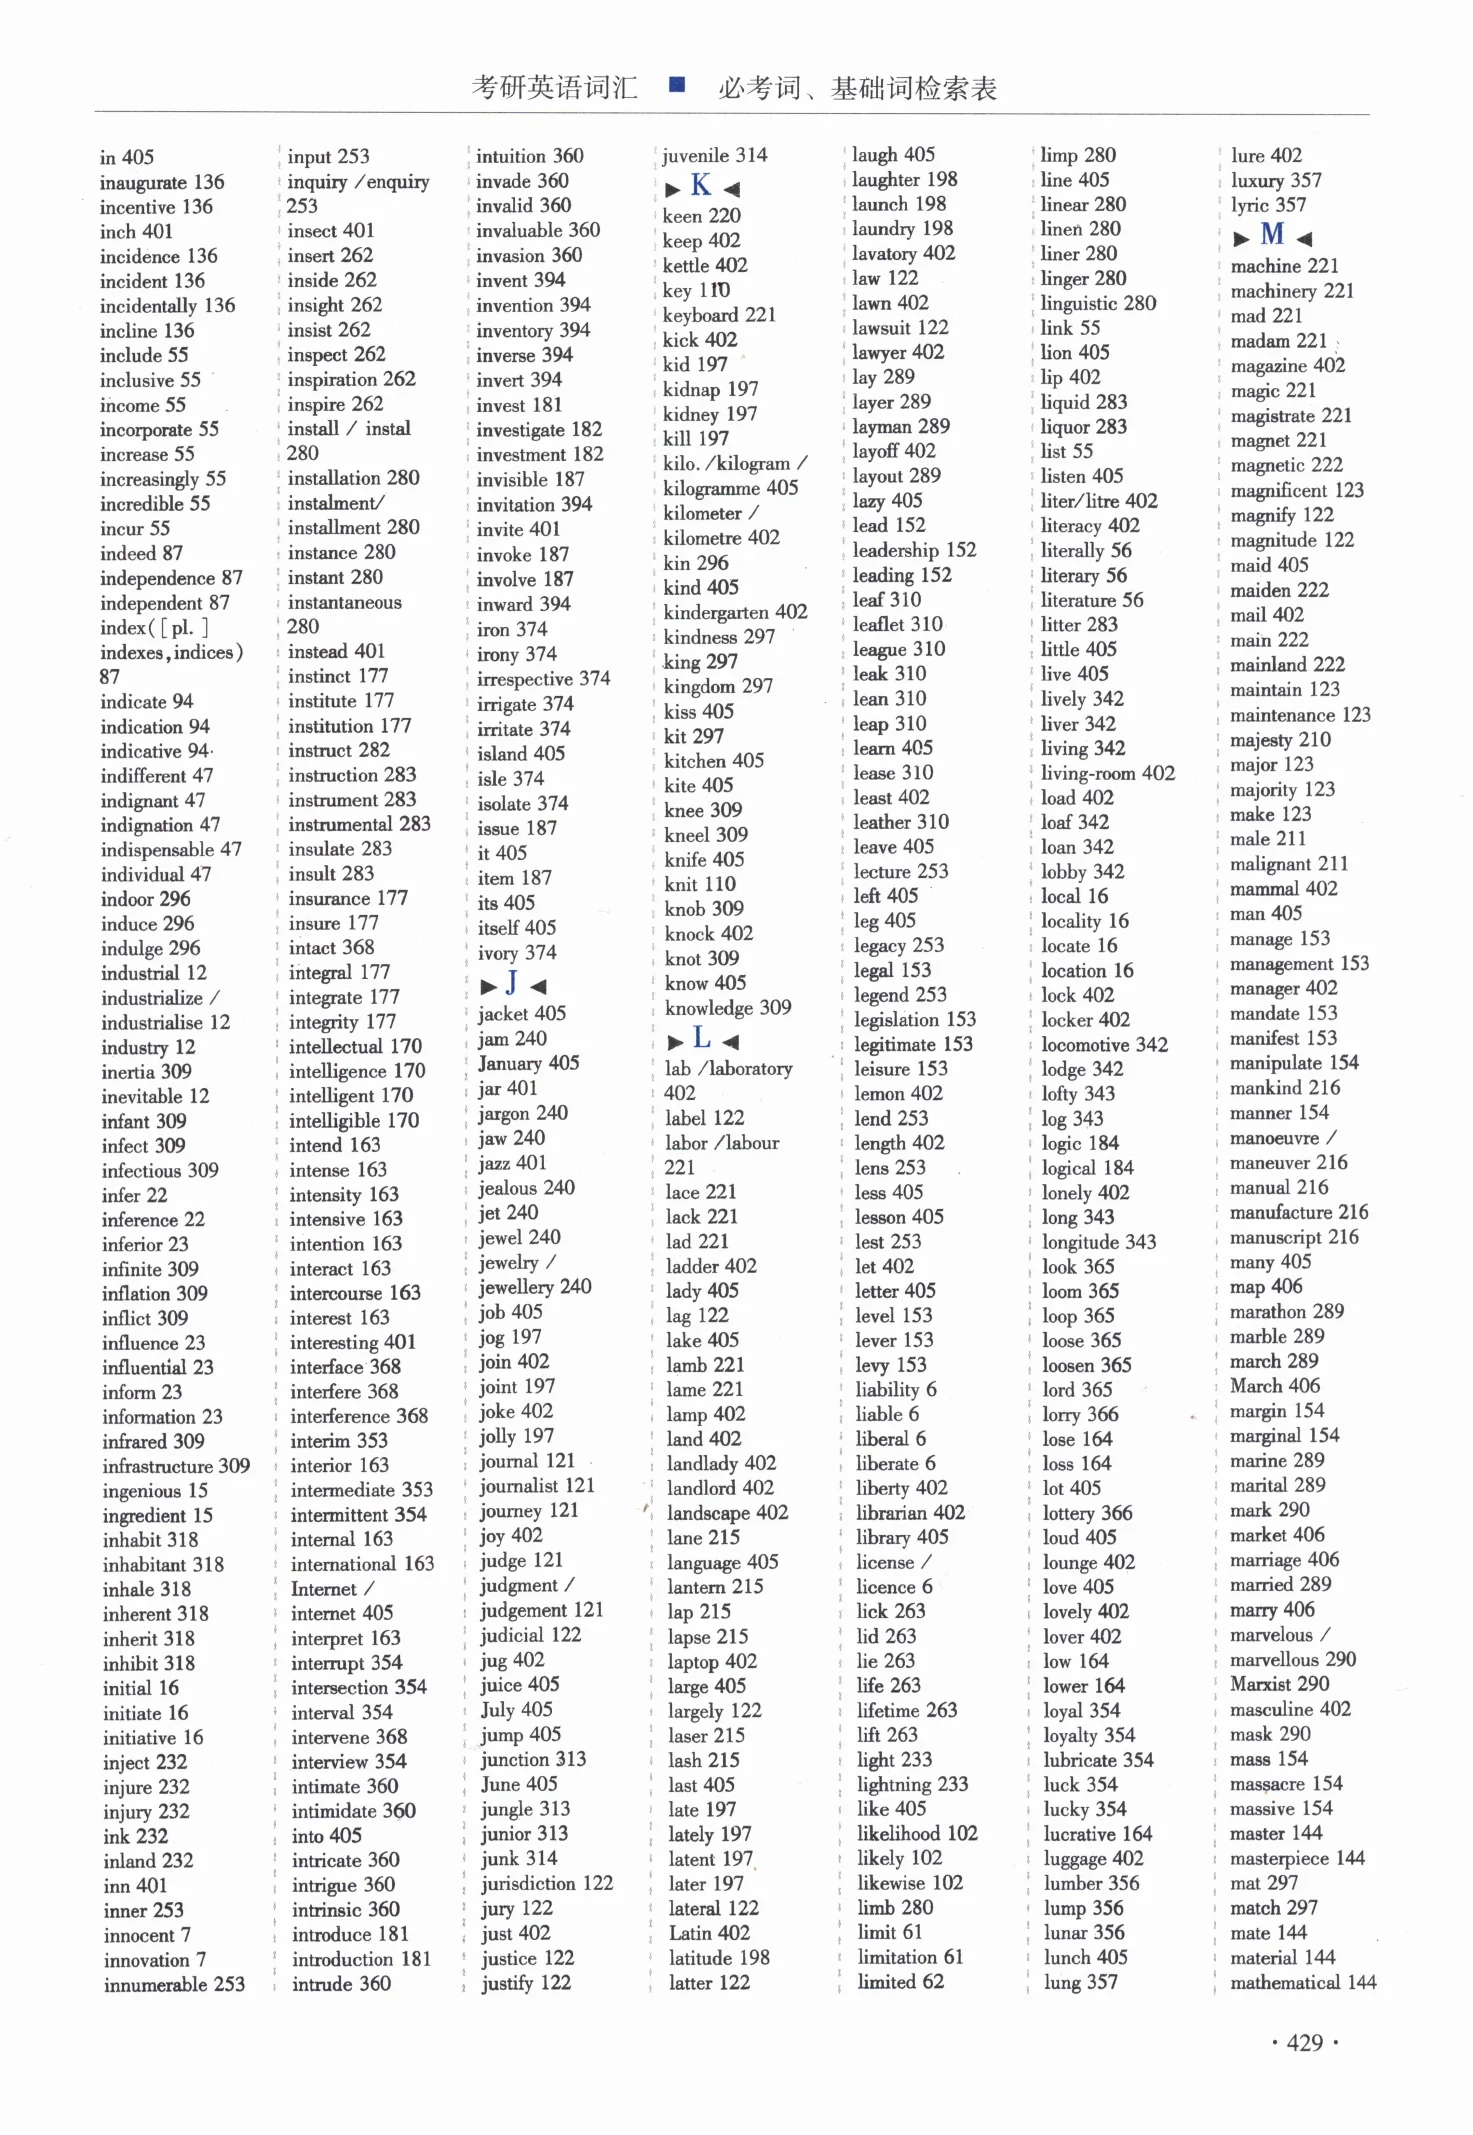 考研英语词汇 ■ 必考词、基础词检索表
in 405
inaugurate 136
incentive 136
inch 401
incidence 136
incident 136
incidentally 136
incline 136
include 55
inclusive 55
income 55
incorporate 55
increase 55
increasingly 55
incredible 55
incur 55
indeed 87
independence 87
independent 87
index([pl. ]
indexes,indices)
87
indicate 94
indication 94
indicative 94
indifferent 47
indignant 47
indignation 47
indispensable 47
individual 47
indoor 296
induce 296
indulge 296
industrial 12
industrialize /
industrialise 12
industry 12
inertia 309
inevitable 12
infant 309
infect 309
infectious 309
infer 22
inference 22
inferior 23
infinite 309
inflation 309
inflict 309
influence 23
influential 23
inform 23
information 23
infrared 309
infrastructure 309
ingenious 15
ingredient 15
inhabit 318
inhabitant 318
inhale 318
inherent 318
inherit 318
inhibit 318
initial 16
initiate 16
initiative 16
inject 232
injure 232
injury 232
ink 232
inland 232
inn 401
inner 253
innocent 7
innovation 7
innumerable 253
input 253
inquiry /enquiry
253
insect 401
insert 262
inside 262
insight 262
insist 262
inspect 262
inspiration 262
inspire 262
install / instal
280
installation 280
instalment/
installment 280
instance 280
instant 280
instantaneous
280
instead 401
instinct 177
institute 177
institution 177
instruct 282
instruction 283
instrument 283
instrumental 283
insulate 283
insult 283
insurance 177
insure 177
intact 368
integral 177
integrate 177
integrity 177
intellectual 170
intelligence 170
intelligent 170
intelligible 170
intend 163
intense 163
intensity 163
intensive 163
intention 163
interact 163
intercourse 163
interest 163
interesting 401
interface 368
interfere 368
interference 368
interim 353
interior 163
intermediate 353
intermittent 354
internal 163
international 163
Internet /
internet 405
interpret 163
interrupt 354
intersection 354
interval 354
intervene 368
interview 354
intimate 360
intimidate 360
into 405
intricate 360
intrigue 360
intrinsic 360
introduce 181
introduction 181
intrude 360
intuition 360
invade 360
invalid 360
invaluable 360
invasion 360
invent 394
invention 394
inventory 394
inverse 394
invert 394
invest 181
investigate 182
investment 182
invisible 187
invitation 394
invite 401
invoke 187
involve 187
inward 394
iron 374
irony 374
irrespective 374
irrigate 374
irritate 374
island 405
isle 374
isolate 374
issue 187
it 405
item 187
its 405
itself 405
ivory 374
►J◄
jacket 405
jam 240
January 405
jar 401
jargon 240
jaw 240
jazz 401
jealous 240
jet 240
jewel 240
jewelry /
jewellery 240
job 405
jog 197
join 402
joint 197
joke 402
jolly 197
journal 121
journalist 121
journey 121
joy 402
judge 121
judgment /
judgement 121
judicial 122
jug 402
juice 405
July 405
jump 405
junction 313
June 405
jungle 313
junior 313
junk 314
jurisdiction 122
jury 122
just 402
justice 122
justify 122
juvenile 314
►K◄
keen 220
keep 402
kettle 402
key 110
keyboard 221
kick 402
kid 197
kidnap 197
kidney 197
kill 197
kilo. /kilogram /
kilogramme 405
kilometer /
kilometre 402
kin 296
kind 405
kindergarten 402
kindness 297
king 297
kingdom 297
kiss 405
kit 297
kitchen 405
kite 405
knee 309
kneel 309
knife 405
knit 110
knob 309
knock 402
knot 309
know 405
knowledge 309
►L◄
lab /laboratory
402
label 122
labor /labour
221
lace 221
lack 221
lad 221
ladder 402
lady 405
lag 122
lake 405
lamb 221
lame 221
lamp 402
land 402
landlady 402
landlord 402
landscape 402
lane 215
language 405
lantern 215
lap 215
lapse 215
laptop 402
large 405
largely 122
laser 215
lash 215
last 405
late 197
lately 197
latent 197
later 197
lateral 122
Latin 402
latitude 198
latter 122
laugh 405
laughter 198
launch 198
laundry 198
lavatory 402
law 122
lawn 402
lawsuit 122
lawyer 402
lay 289
layer 289
layman 289
layoff 402
layout 289
lazy 405
lead 152
leadership 152
leading 152
leaf 310
leaflet 310
league 310
leak 310
lean 310
leap 310
learn 405
lease 310
least 402
leather 310
leave 405
lecture 253
left 405
leg 405
legacy 253
legal 153
legend 253
legislation 153
legitimate 153
leisure 153
lemon 402
lend 253
length 402
lens 253
less 405
lesson 405
lest 253
let 402
letter 405
level 153
lever 153
levy 153
liability 6
liable 6
liberal 6
liberate 6
liberty 402
librarian 402
library 405
license /
licence 6
lick 263
lid 263
lie 263
life 263
lifetime 263
lift 263
light 233
lightning 233
like 405
likelihood 102
likely 102
likewise 102
limb 280
limit 61
limitation 61
limited 62
limp 280
line 405
linear 280
linen 280
liner 280
linger 280
linguistic 280
link 55
lion 405
lip 402
liquid 283
liquor 283
list 55
listen 405
liter/litre 402
literacy 402
literally 56
literary 56
literature 56
litter 283
little 405
live 405
lively 342
liver 342
living 342
living-room 402
load 402
loaf 342
loan 342
lobby 342
local 16
locality 16
locate 16
location 16
lock 402
locker 402
locomotive 342
lodge 342
lofty 343
log 343
logic 184
logical 184
lonely 402
long 343
longitude 343
look 365
loom 365
loop 365
loose 365
loosen 365
lord 365
lorry 366
lose 164
loss 164
lot 405
lottery 366
loud 405
lounge 402
love 405
lovely 402
lover 402
low 164
lower 164
loyal 354
loyalty 354
lubricate 354
luck 354
lucky 354
lucrative 164
luggage 402
lumber 356
lump 356
lunar 356
lunch 405
lung 357
lure 402
luxury 357
lyric 357
►M◄
machine 221
machinery 221
mad 221
madam 221
magazine 402
magic 221
magistrate 221
magnet 221
magnetic 222
magnificent 123
magnify 122
magnitude 122
maid 405
maiden 222
mail 402
main 222
mainland 222
maintain 123
maintenance 123
majesty 210
major 123
majority 123
make 123
male 211
malignant 211
mammal 402
man 405
manage 153
management 153
manager 402
mandate 153
manifest 153
manipulate 154
mankind 216
manner 154
manoeuvre /
maneuver 216
manual 216
manufacture 216
manuscript 216
many 405
map 406
marathon 289
marble 289
march 289
March 406
margin 154
marginal 154
marine 289
marital 289
mark 290
market 406
marriage 406
married 289
marry 406
marvelous /
marvellous 290
Marxist 290
masculine 402
mask 290
mass 154
massacre 154
massive 154
master 144
masterpiece 144
mat 297
match 297
mate 144
material 144
mathematical 144
· 429 ·